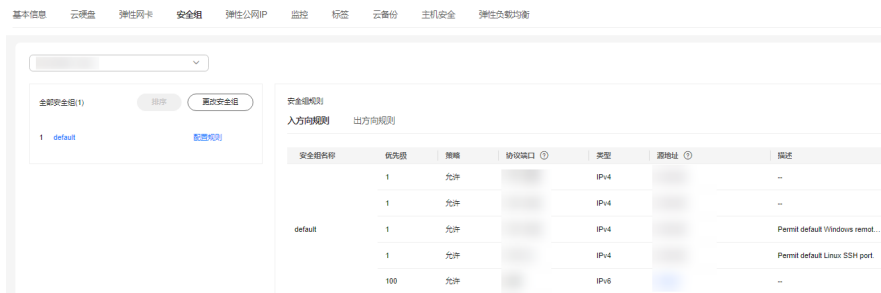 基本信息 云硬盘 弹性网卡 安全组 弹性公网IP 监控 标签 云备份 主机安全 弹性负载均衡
全部安全组(1) 排序 更改安全组
1 default 配置规则
安全组规则
入方向规则 出方向规则
安全组名称 优先级 策略 协议端口 类型 源地址 描述
1 允许 IPv4 --
1 允许 IPv4 --
default 1 允许 IPv4 Permit default Windows remot...
1 允许 IPv4 Permit default Linux SSH port.
100 允许 IPv6 --